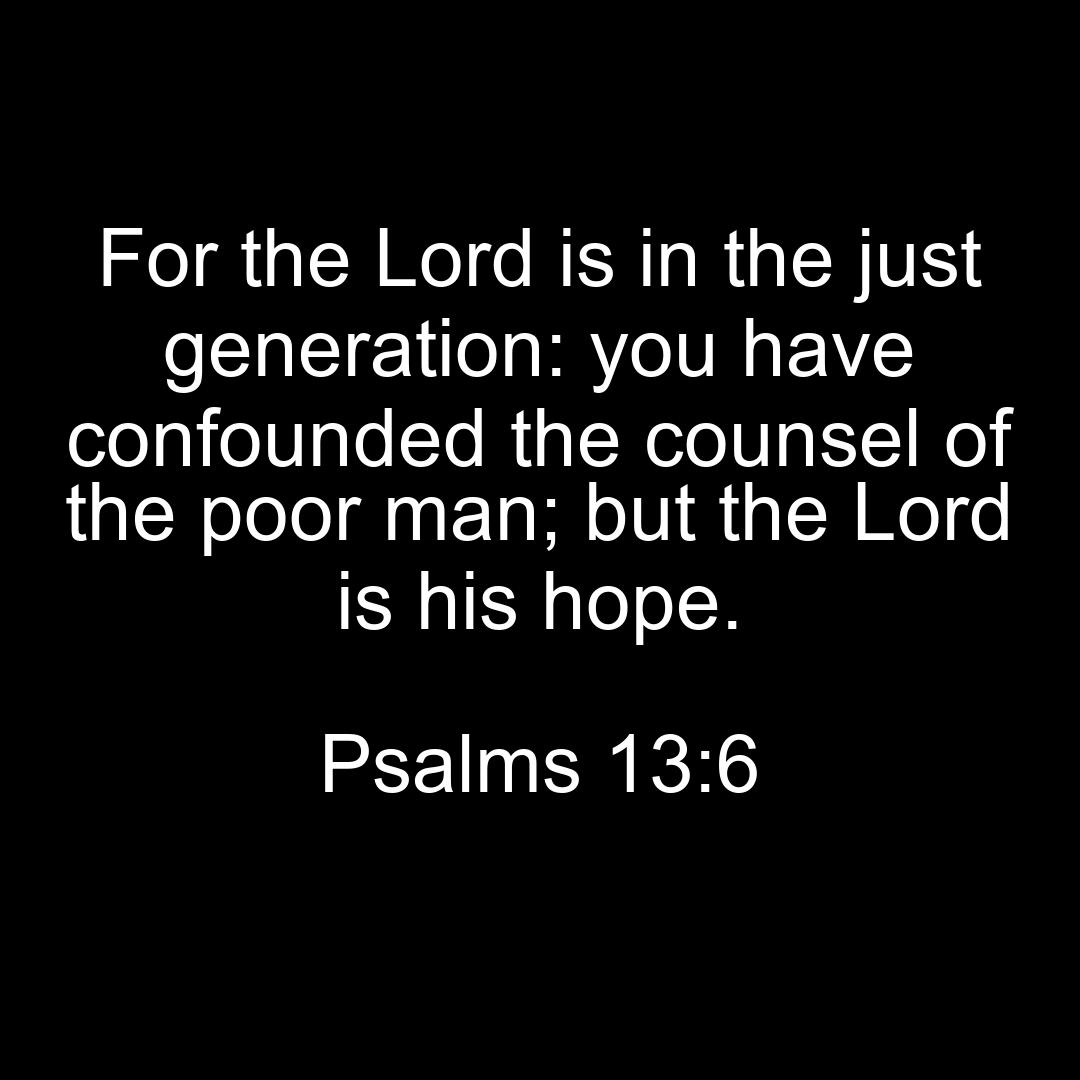 For the Lord is in the just
generation: you have
confounded the counsel of
the poor man; but the Lord
is his hope.
Psalms 13:6